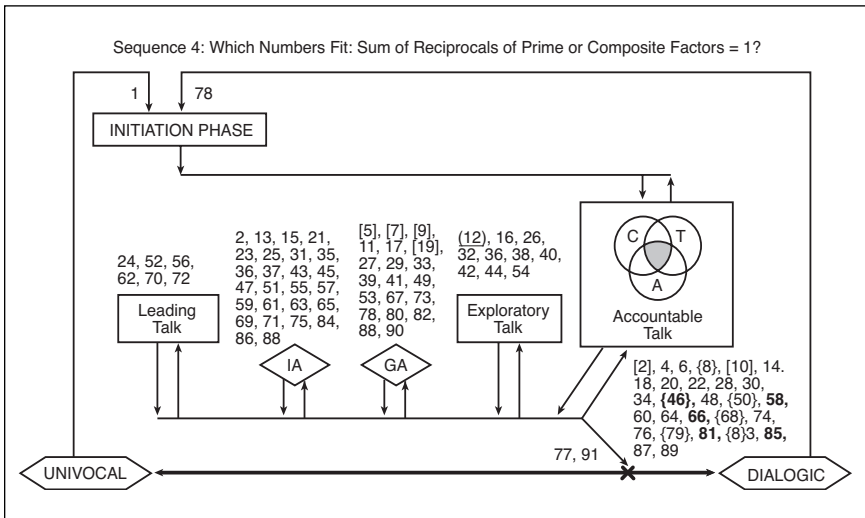 Sequence 4: Which Numbers Fit: Sum of Reciprocals of Prime or Composite Factors = 1?
1
78
INITIATION PHASE
24, 52, 56,
62, 70, 72
Leading
Talk
2, 13, 15, 21,
23, 25, 31, 35,
36, 37, 43, 45,
47, 51, 55, 57,
59, 61, 63, 65,
69, 71, 75, 84,
86, 88
IA
[5], [7], [9],
11, 17, [19],
27, 29, 33,
39, 41, 49,
53, 67, 73,
78, 80, 82,
88, 90
GA
(12), 16, 26,
32, 36, 38, 40,
42, 44, 54
Exploratory
Talk
C
T
A
Accountable
Talk
[2], 4, 6, {8}, [10], 14.
18, 20, 22, 28, 30,
34, {46}, 48, {50}, 58,
60, 64, 66, {68}, 74,
76, {79}, 81, {8}3, 85,
87, 89
77, 91
UNIVOCAL
DIALOGIC